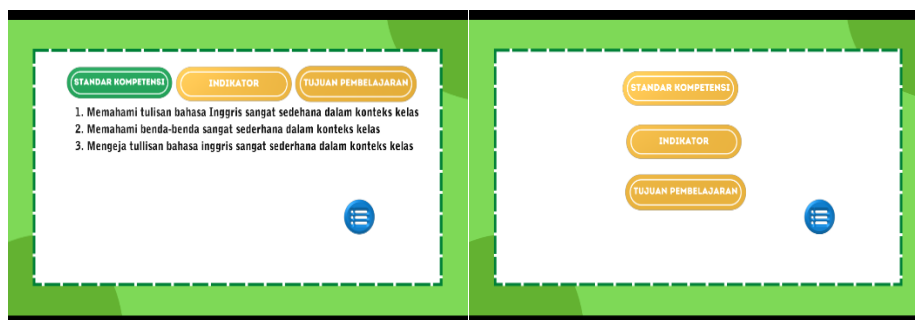 STANDAR KOMPETENSI INDIKATOR TUJUAN PEMBELAJARAN
1. Memahami tulisan bahasa Inggris sangat sedehana dalam konteks kelas
2. Memahami benda-benda sangat sederhana dalam konteks kelas
3. Mengeja tullisan bahasa inggris sangat sederhana dalam konteks kelas
STANDAR KOMPETENSI
INDIKATOR
TUJUAN PEMBELAJARAN